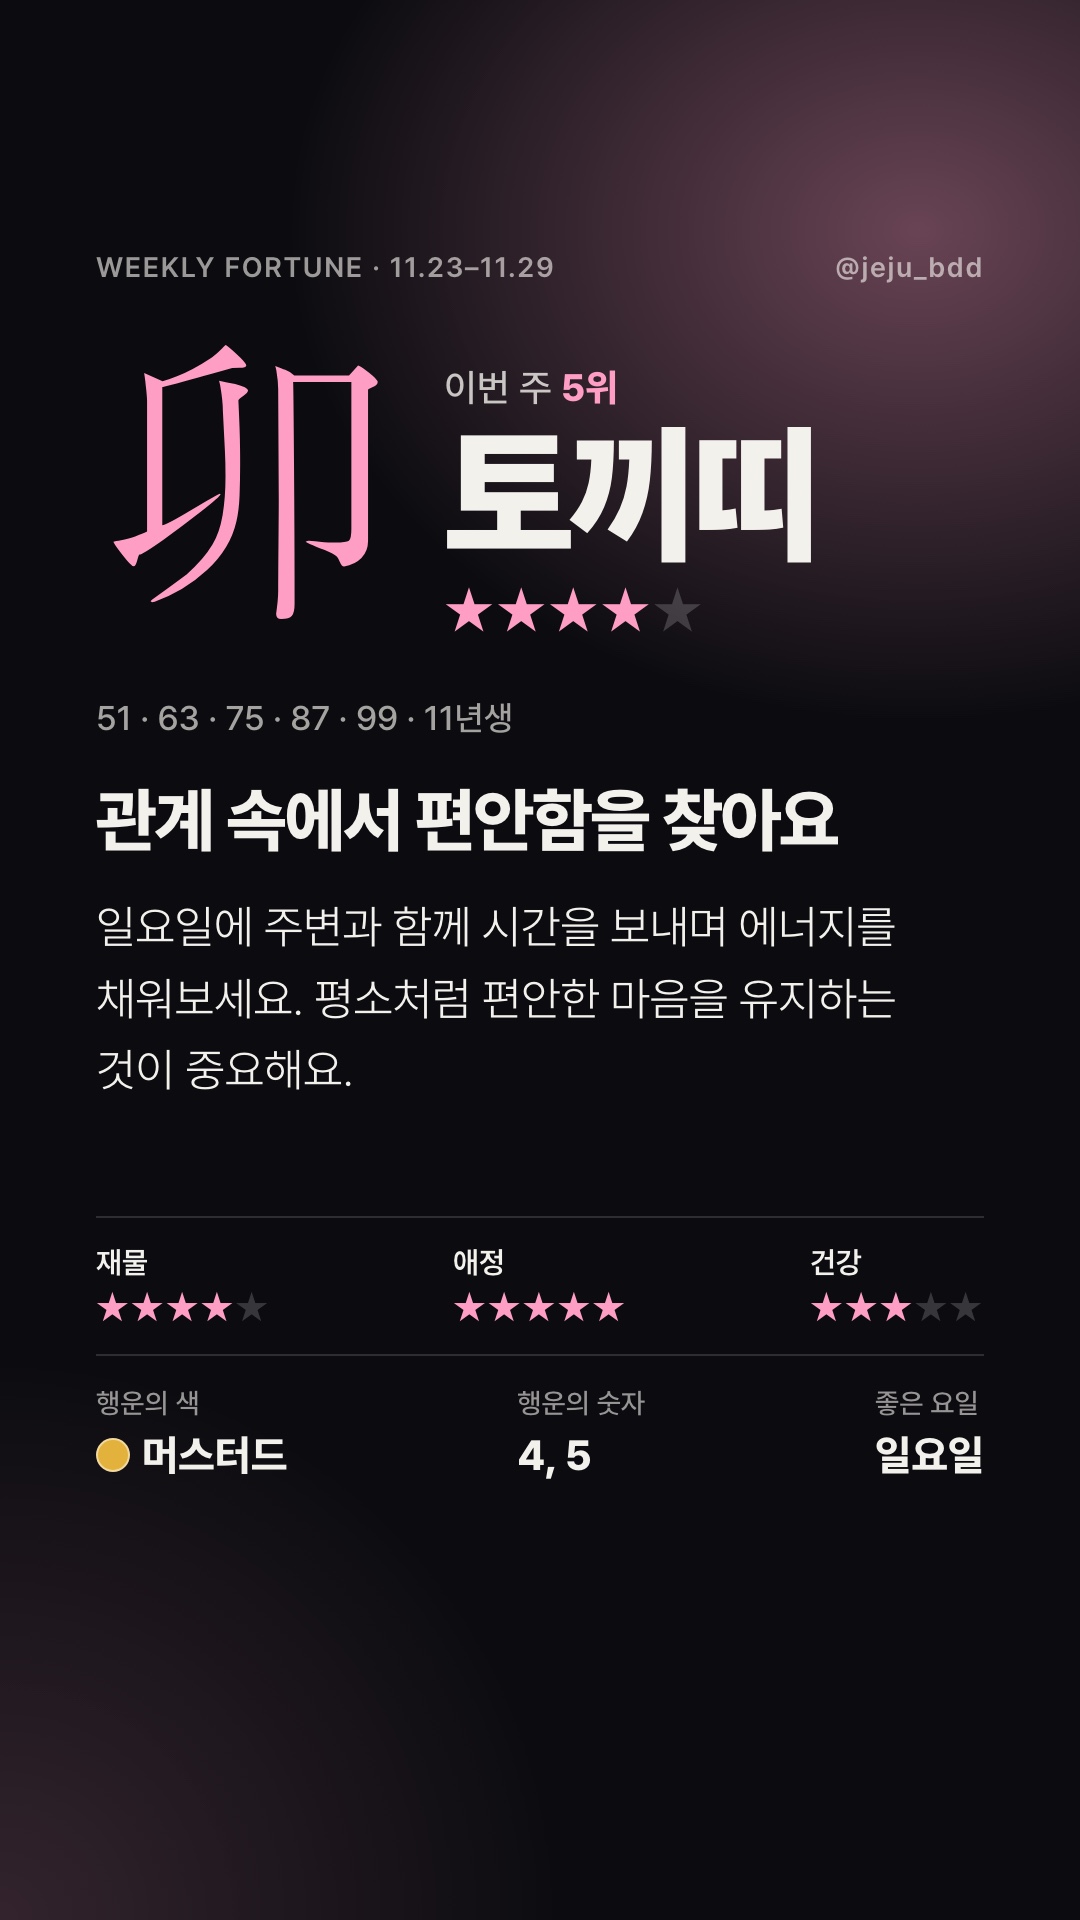 WEEKLY FORTUNE · 11.23–11.29
@jeju_bdd
卯
이번 주 5위
토끼띠
★★★★★
51 · 63 · 75 · 87 · 99 · 11년생
관계 속에서 편안함을 찾아요
일요일에 주변과 함께 시간을 보내며 에너지를
채워보세요. 평소처럼 편안한 마음을 유지하는
것이 중요해요.
재물 애정 건강
★★★★★ ★★★★★ ★★★★★
행운의 색 행운의 숫자 좋은 요일
머스터드 4, 5 일요일